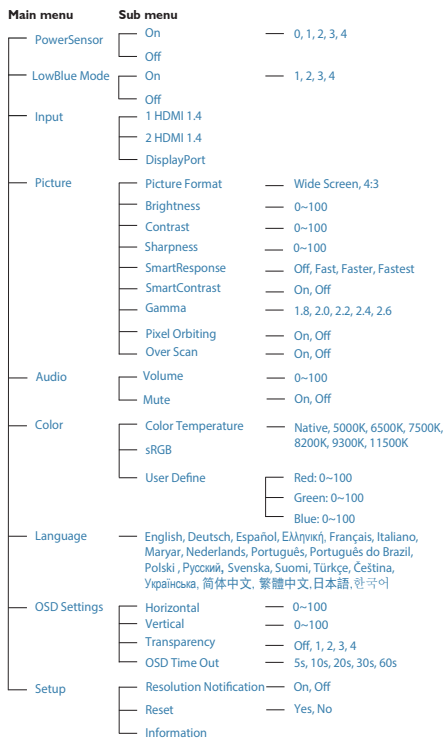 Main menu Sub menu
PowerSensor On 0, 1, 2, 3, 4
Off
LowBlue Mode On 1, 2, 3, 4
Off
Input 1 HDMI 1.4
2 HDMI 1.4
DisplayPort
Picture Picture Format Wide Screen, 4:3
Brightness 0~100
Contrast 0~100
Sharpness 0~100
SmartResponse Off, Fast, Faster, Fastest
SmartContrast On, Off
Gamma 1.8, 2.0, 2.2, 2.4, 2.6
Pixel Orbiting On, Off
Over Scan On, Off
Audio Volume 0~100
Mute On, Off
Color Color Temperature Native, 5000K, 6500K, 7500K,
8200K, 9300K, 11500K
sRGB
User Define Red: 0~100
Green: 0~100
Blue: 0~100
Language English, Deutsch, Español, Ελληνική, Français, Italiano,
Maryar, Nederlands, Português, Português do Brazil,
Polski , Русский, Svenska, Suomi, Türkçe, Čeština,
Українська, 简体中文, 繁體中文,日本語,한국어
OSD Settings Horizontal 0~100
Vertical 0~100
Transparency Off, 1, 2, 3, 4
OSD Time Out 5s, 10s, 20s, 30s, 60s
Setup Resolution Notification On, Off
Reset Yes, No
Information